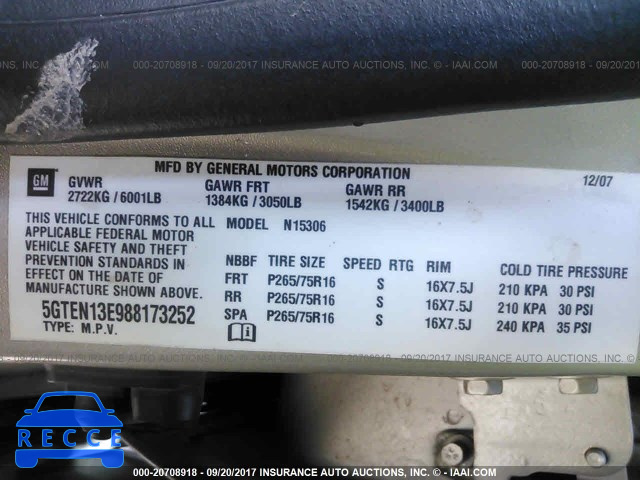 000-20708918 - 09/20/2017 INSURANCE AUTO AUCTIONS, INC. - © IAAI.COM
MFD BY GENERAL MOTORS CORPORATION
12/07
GM
GVWR GAWR FRT GAWR RR
2722KG / 6001LB 1384KG / 3050LB 1542KG / 3400LB
THIS VEHICLE CONFORMS TO ALL
APPLICABLE FEDERAL MOTOR
VEHICLE SAFETY AND THEFT
PREVENTION STANDARDS IN
EFFECT ON THE DATE OF
MANUFACTURE SHOWN ABOVE.
5GTEN13E988173252
TYPE: M.P.V.
MODEL N15306
NBBF TIRE SIZE SPEED RTG RIM COLD TIRE PRESSURE
FRT P265/75R16 S 16X7.5J 210 KPA 30 PSI
RR P265/75R16 S 16X7.5J 210 KPA 30 PSI
SPA P265/75R16 S 16X7.5J 240 KPA 35 PSI
RECCE
000-20708918 - 09/20/2017 INSURANCE AUTO AUCTIONS, INC. - © IAAI.COM